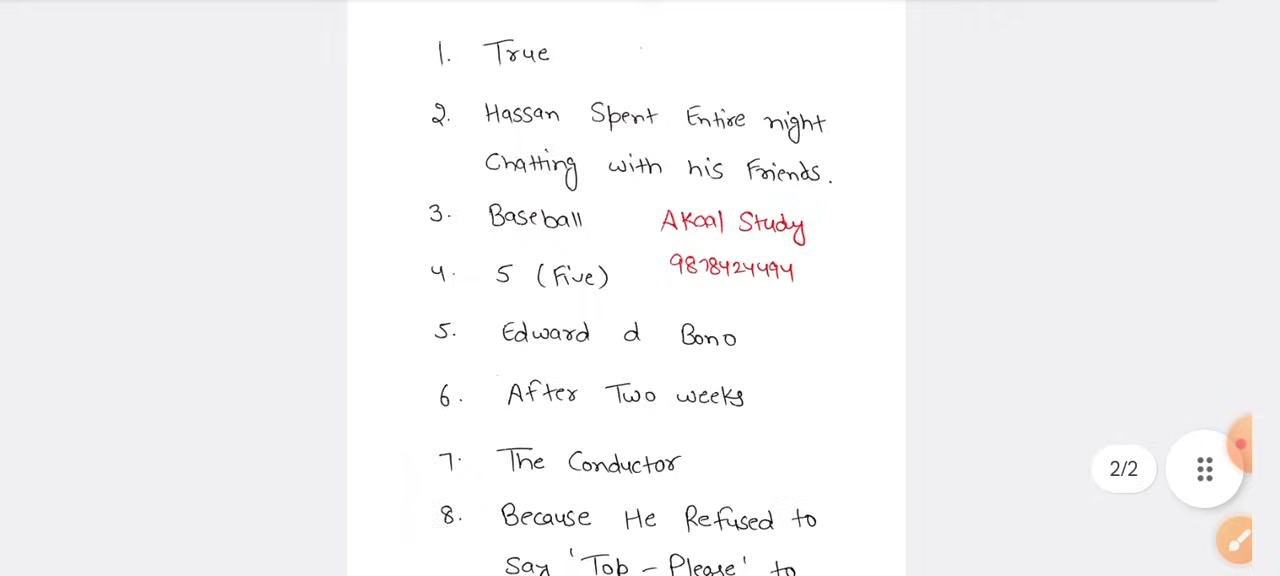 1. True
2. Hassan Spent Entire night
Chatting with his Friends.
3. Baseball
Akaal Study
9878424494
4. 5 (Five)
5. Edward d Bono
6. After Two weeks
7. The Conductor
2/2
8. Because He Refused to
Say 'Top - Please' to